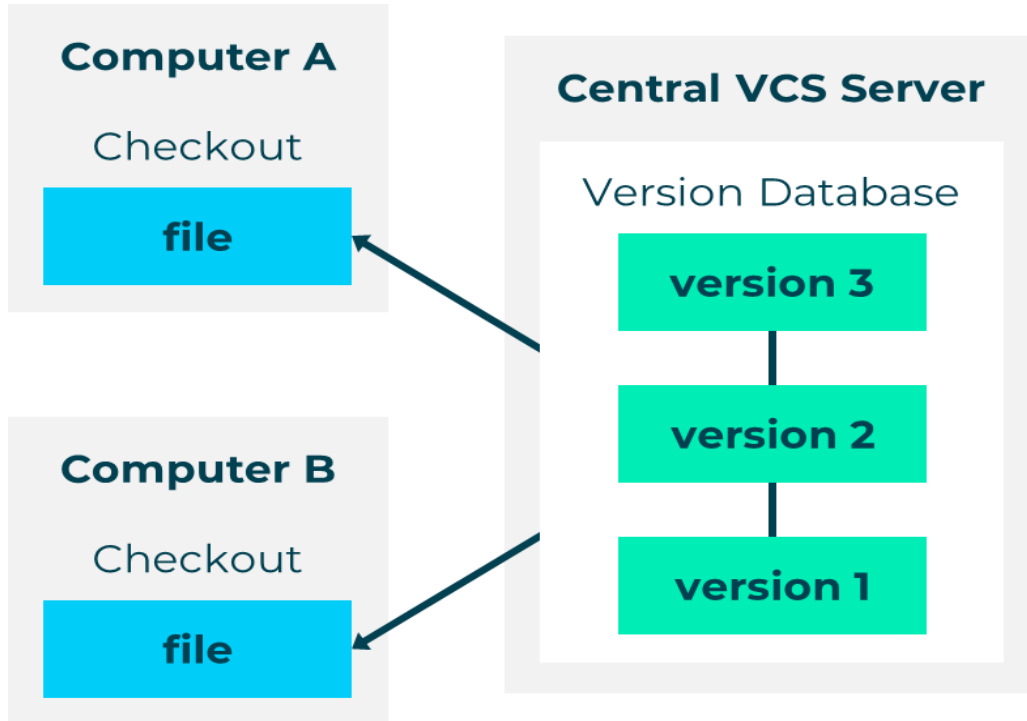 Computer A
Checkout
file
Computer B
Checkout
file
Central VCS Server
Version Database
version 3
version 2
version 1